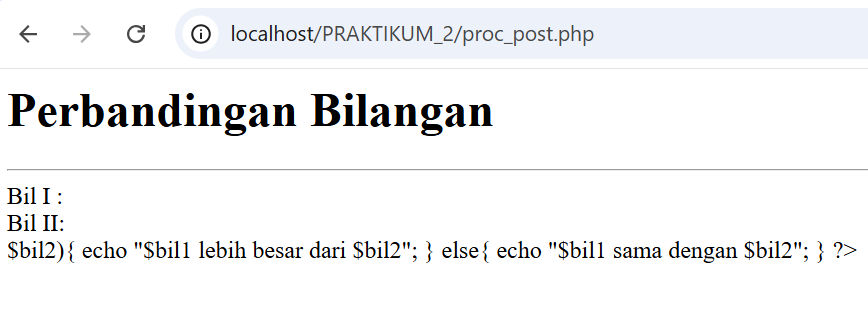 localhost/PRAKTIKUM_2/proc_post.php
Perbandingan Bilangan
Bil I :
Bil II:
$bil2){ echo "$bil1 lebih besar dari $bil2"; } else{ echo "$bil1 sama dengan $bil2"; } ?>